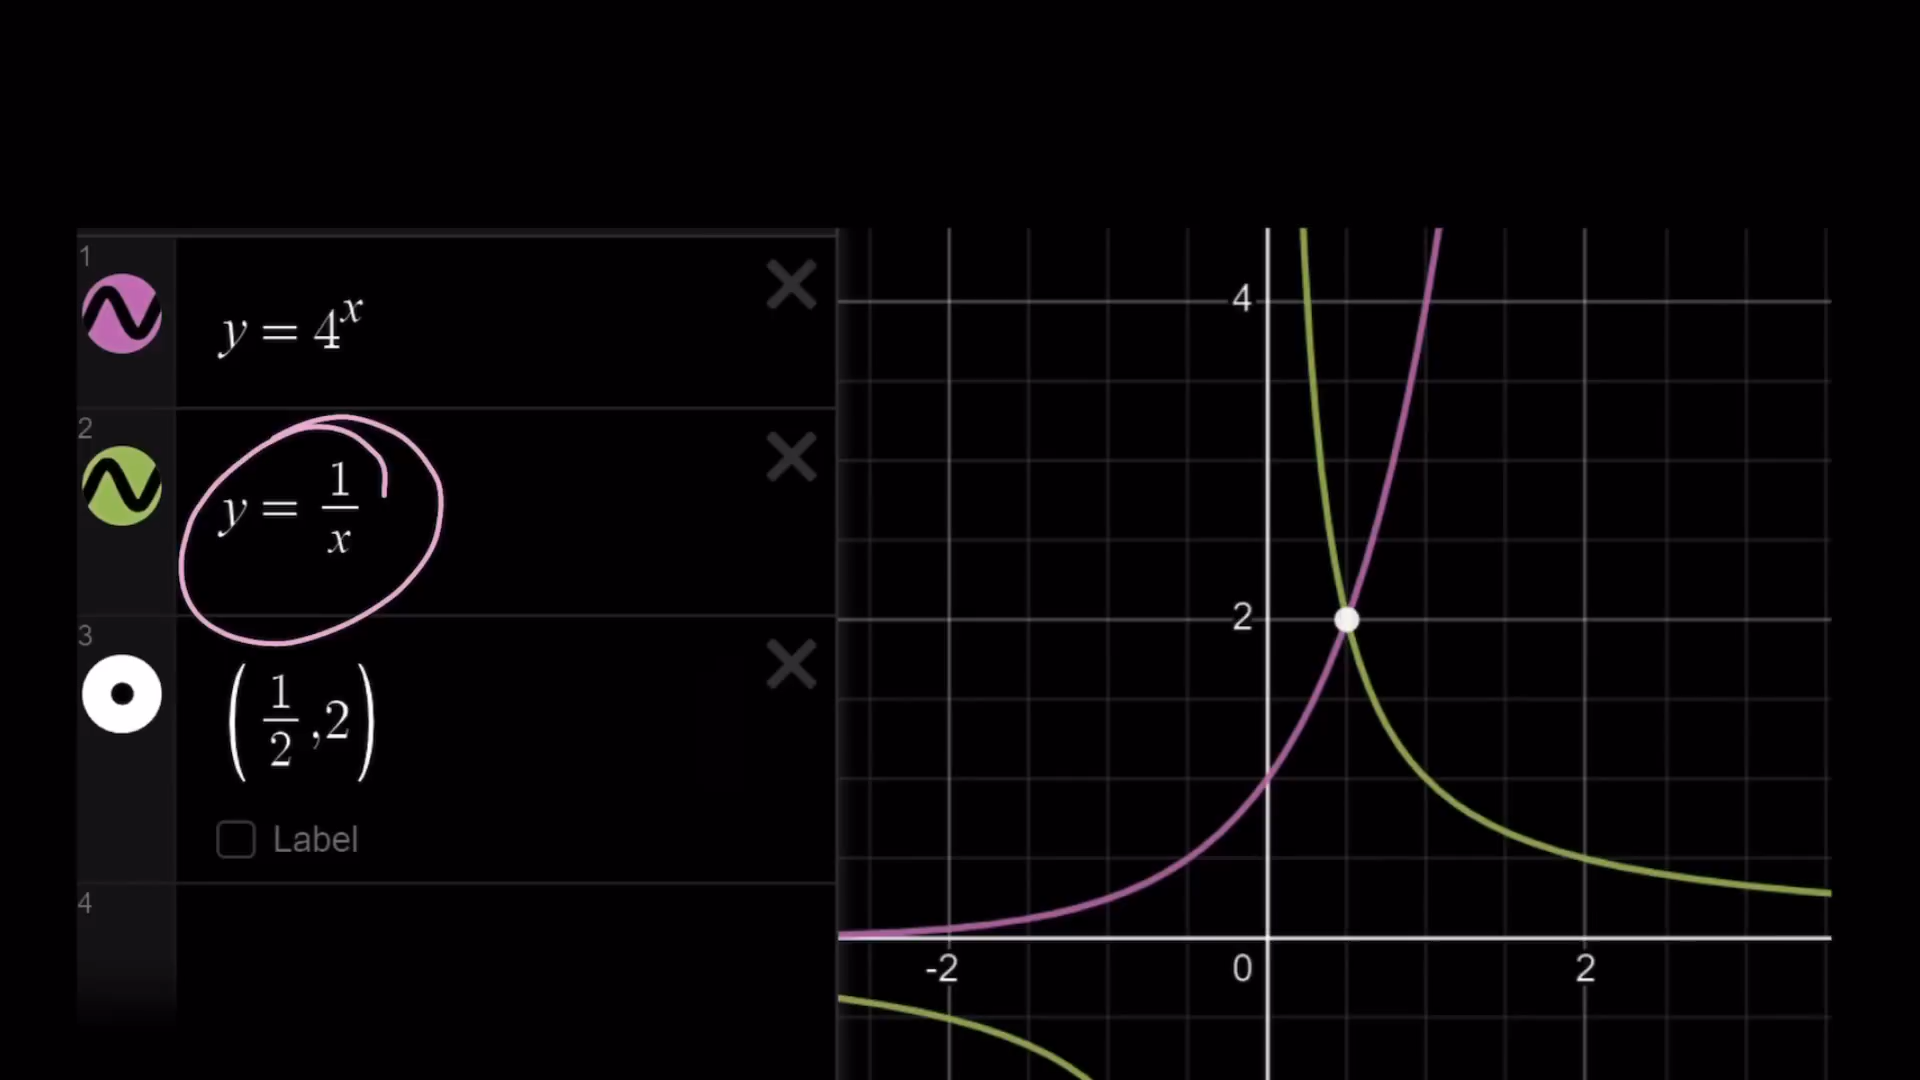 1
y = 4^x
2
y = 1/x
3
(1/2, 2)
Label
4
4
2
-2 0 2